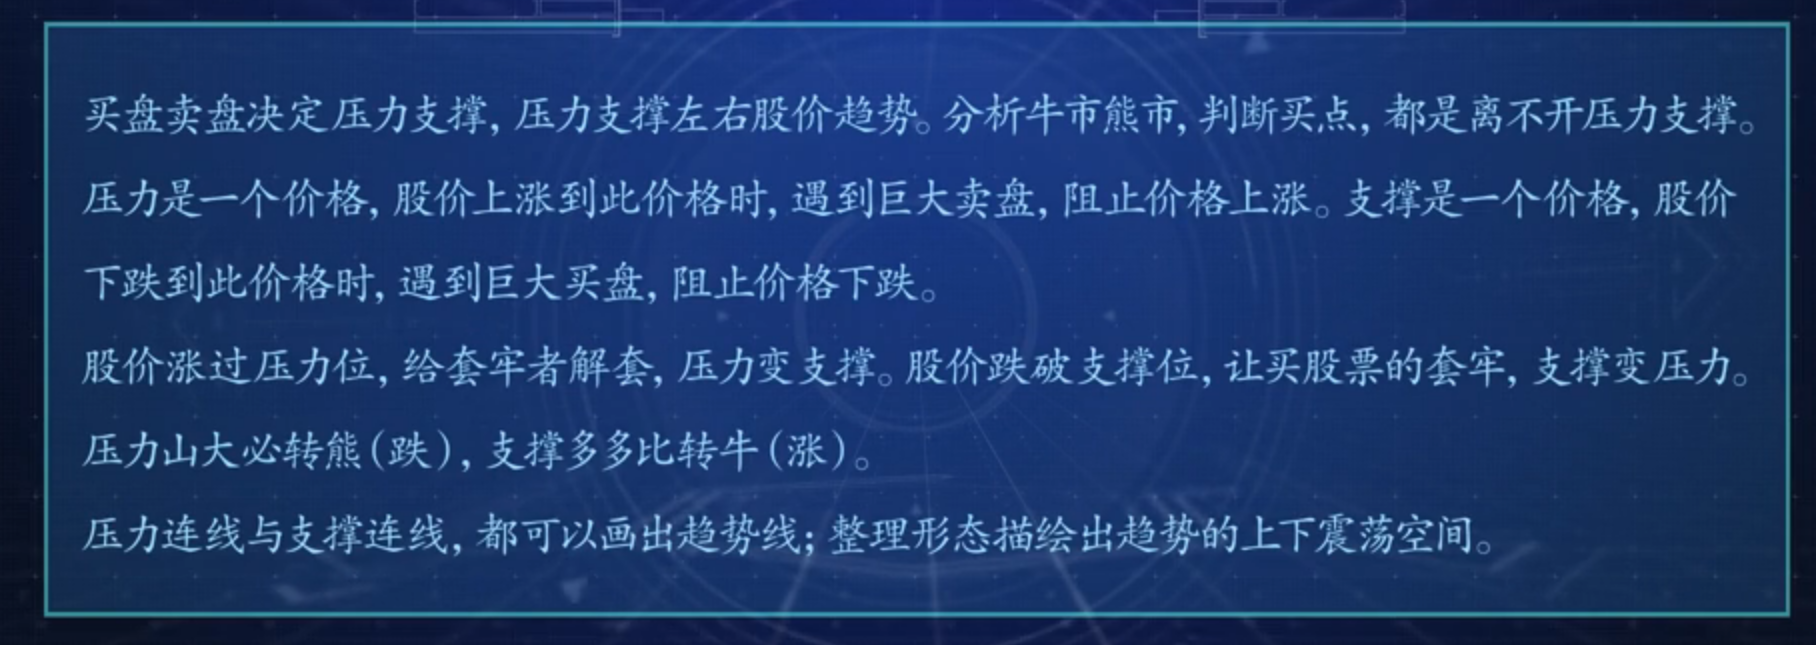 买盘卖盘决定压力支撑，压力支撑左右股价趋势。分析牛市熊市，判断买点，都是离不开压力支撑。
压力是一个价格，股价上涨到此价格时，遇到巨大卖盘，阻止价格上涨。支撑是一个价格，股价
下跌到此价格时，遇到巨大买盘，阻止价格下跌。
股价涨过压力位，给套牢者解套，压力变支撑。股价跌破支撑位，让买股票的套牢，支撑变压力。
压力山大必转熊（跌），支撑多多比转牛（涨）。
压力连线与支撑连线，都可以画出趋势线；整理形态描绘出趋势的上下震荡空间。